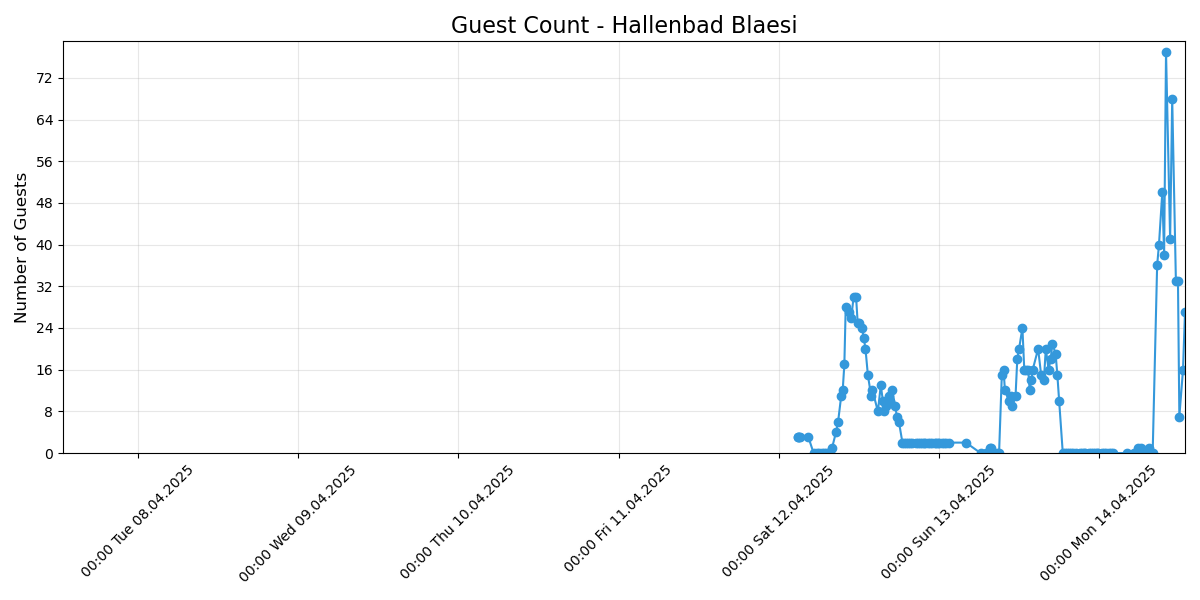 Guest Count - Hallenbad Blaesi
Number of Guests
72
64
56
48
40
32
24
16
8
0
00:00 Tue 08.04.2025
00:00 Wed 09.04.2025
00:00 Thu 10.04.2025
00:00 Fri 11.04.2025
00:00 Sat 12.04.2025
00:00 Sun 13.04.2025
00:00 Mon 14.04.2025